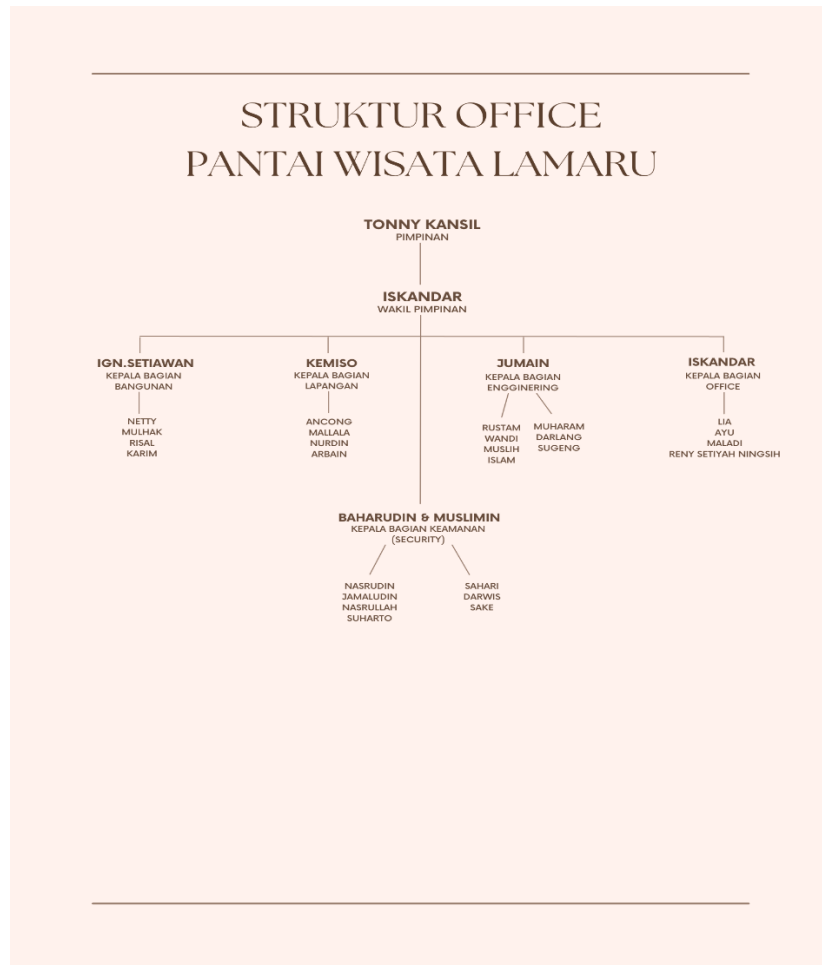 STRUKTUR OFFICE
PANTAI WISATA LAMARU
TONNY KANSIL
PIMPINAN
ISKANDAR
WAKIL PIMPINAN
IGN.SETIAWAN
KEPALA BAGIAN
BANGUNAN
NETTY
MULHAK
RISAL
KARIM
KEMISO
KEPALA BAGIAN
LAPANGAN
ANCONG
MALLALA
NURDIN
ARBAIN
JUMAIN
KEPALA BAGIAN
ENGGINERING
RUSTAM
WANDI
MUSLIH
ISLAM
MUHARAM
DARLANG
SUGENG
ISKANDAR
KEPALA BAGIAN
OFFICE
LIA
AYU
MALADI
RENY SETIYAH NINGSIH
BAHARUDIN & MUSLIMIN
KEPALA BAGIAN KEAMANAN
(SECURITY)
NASRUDIN
JAMALUDIN
NASRULLAH
SUHARTO
SAHARI
DARWIS
SAKE